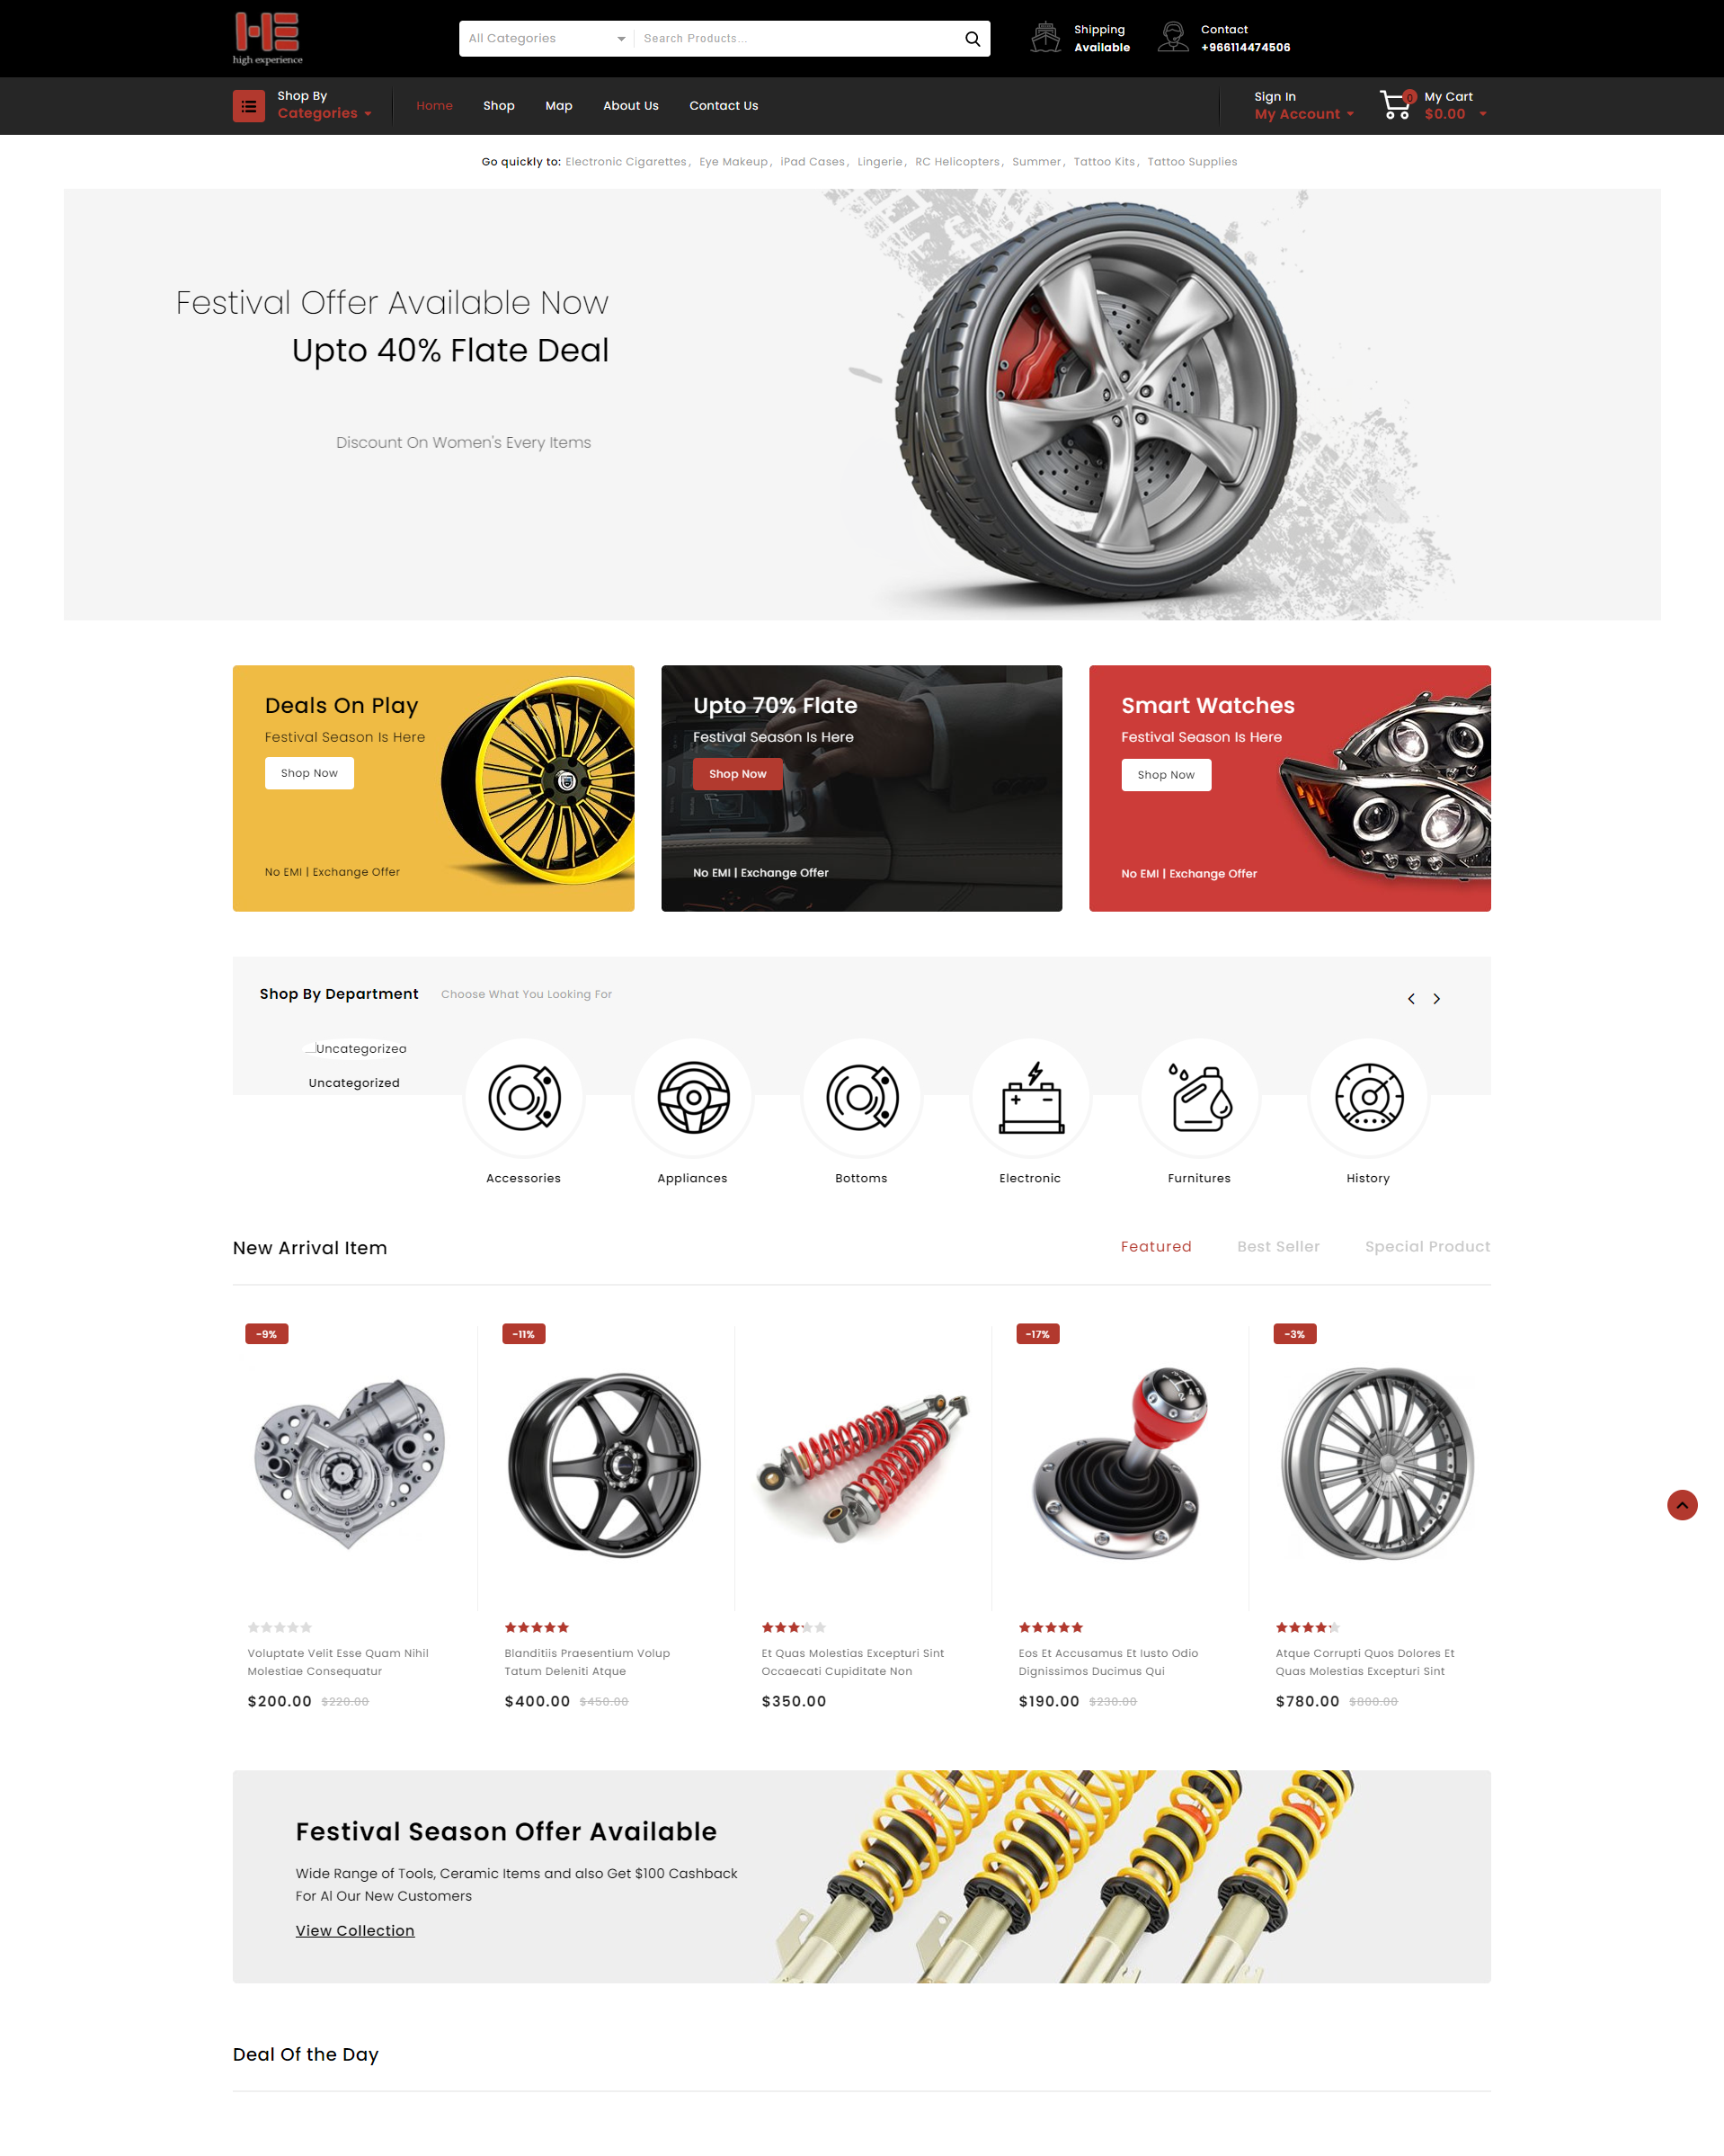 HE
high experience
All Categories
Search Products...
Shipping
Available
Contact
+966114474506
Shop By
Categories
Home
Shop
Map
About Us
Contact Us
Sign In
My Account
0
My Cart
$0.00
Go quickly to: Electronic Cigarettes, Eye Makeup, iPad Cases, Lingerie, RC Helicopters, Summer, Tattoo Kits, Tattoo Supplies
Festival Offer Available Now
Upto 40% Flate Deal
Discount On Women's Every Items
Deals On Play
Festival Season Is Here
Shop Now
No EMI | Exchange Offer
Upto 70% Flate
Festival Season Is Here
Shop Now
No EMI | Exchange Offer
Smart Watches
Festival Season Is Here
Shop Now
No EMI | Exchange Offer
Shop By Department
Choose What You Looking For
Uncategorized
Uncategorized
Accessories
Appliances
Bottoms
Electronic
Furnitures
History
New Arrival Item
Featured
Best Seller
Special Product
-9%
Voluptate Velit Esse Quam Nihil
Molestiae Consequatur
$200.00 $220.00
-11%
Blanditiis Praesentium Volup
Tatum Deleniti Atque
$400.00 $450.00
Et Quas Molestias Excepturi Sint
Occaecati Cupiditate Non
$350.00
-17%
Eos Et Accusamus Et Iusto Odio
Dignissimos Ducimus Qui
$190.00 $230.00
-3%
Atque Corrupti Quos Dolores Et
Quas Molestias Excepturi Sint
$780.00 $800.00
Festival Season Offer Available
Wide Range of Tools, Ceramic Items and also Get $100 Cashback
For Al Our New Customers
View Collection
Deal Of the Day